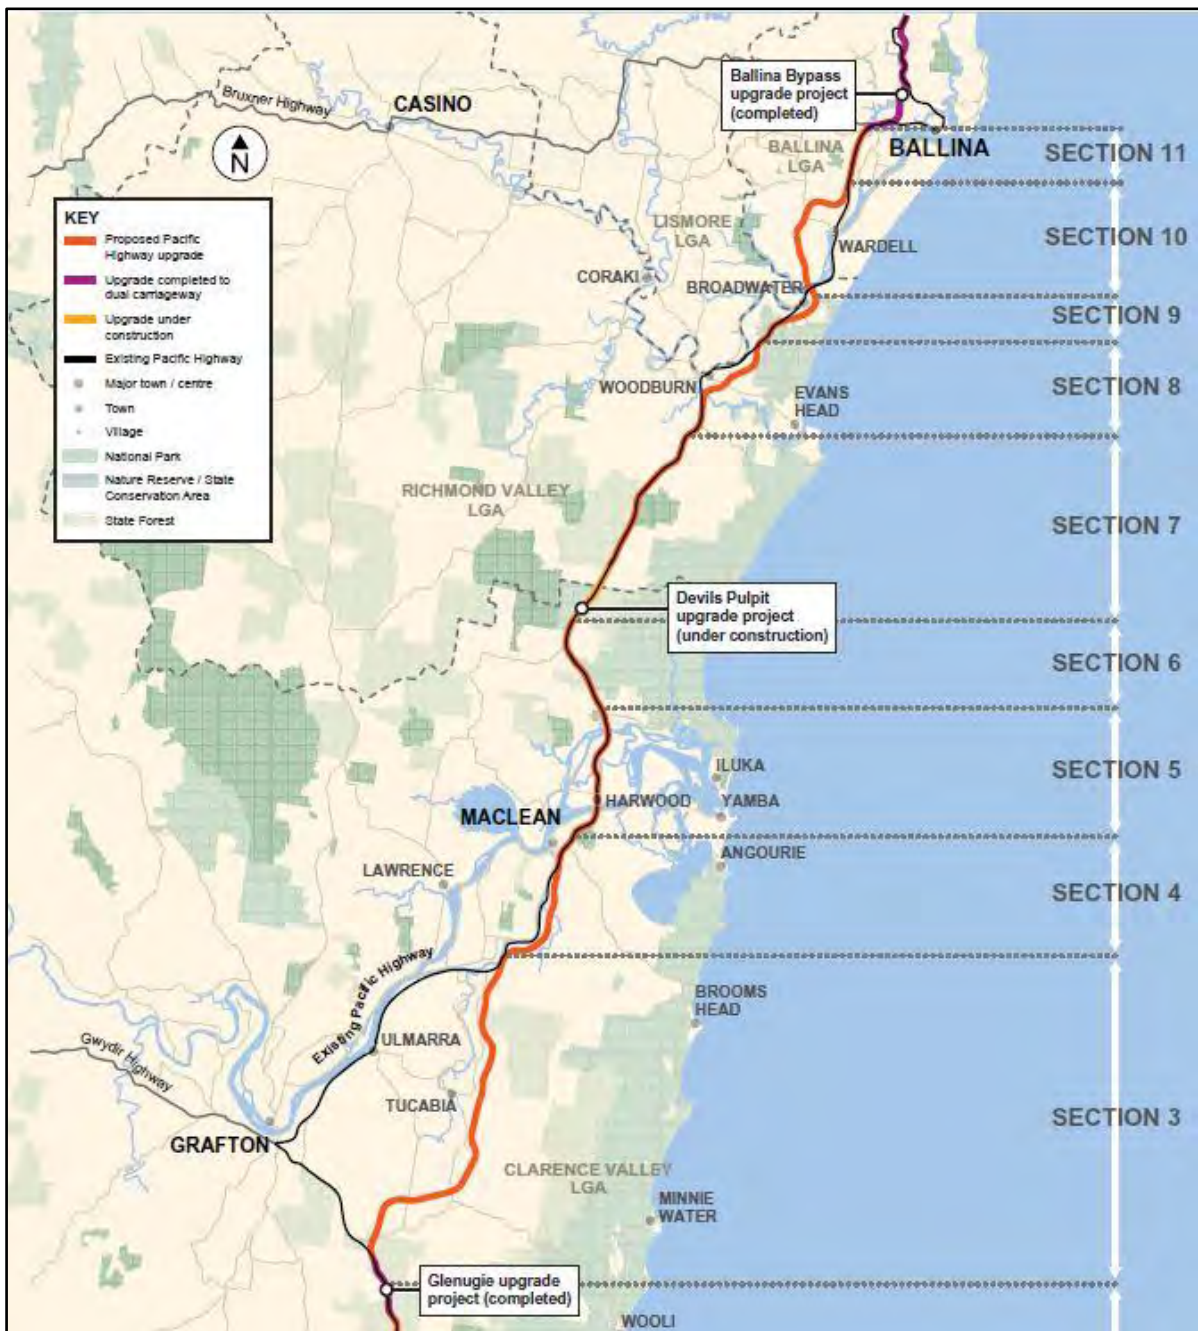 Ballina Bypass
upgrade project
(completed)
Bruxner Highway
CASINO
N
BALLINA
BALLINA
LGA
SECTION 11
KEY
Proposed Pacific
Highway upgrade
Upgrade completed to
dual carriageway
Upgrade under
construction
Existing Pacific Highway
Major town / centre
Town
Village
National Park
Nature Reserve / State
Conservation Area
State Forest
LISMORE
LGA
WARDELL
SECTION 10
CORAKI
BROADWATER
SECTION 9
WOODBURN
EVANS
HEAD
SECTION 8
RICHMOND VALLEY
LGA
SECTION 7
Devils Pulpit
upgrade project
(under construction)
SECTION 6
ILUKA
SECTION 5
HARWOOD
YAMBA
MACLEAN
ANGOURIE
LAWRENCE
SECTION 4
Existing Pacific Highway
BROOMS
HEAD
Gwydir Highway
ULMARRA
TUCABIA
SECTION 3
GRAFTON
CLARENCE VALLEY
LGA
MINNIE
WATER
Glenugie upgrade
project (completed)
WOOLI